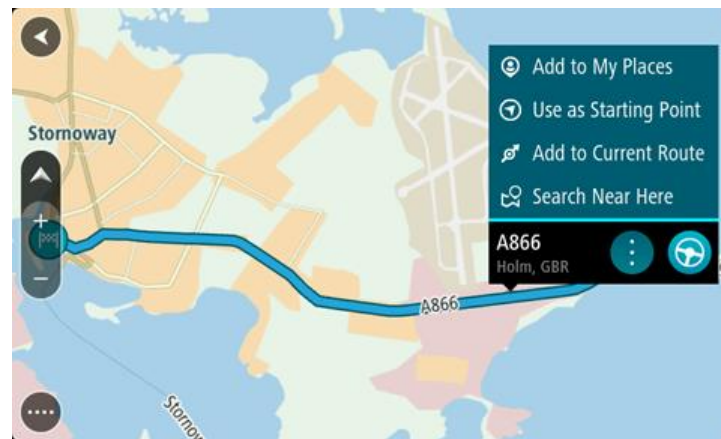 Add to My Places
Use as Starting Point
Stornoway
Add to Current Route
Search Near Here
A866
Holm, GBR
A866
Stornow